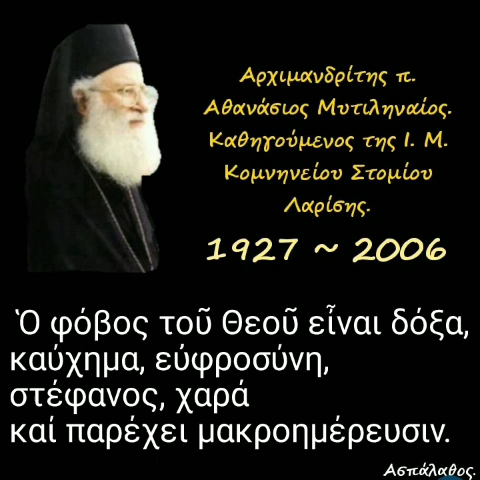 Αρχιμανδρίτης π.
Αθανάσιος Μυτιληναίος.
Καθηγούμενος της Ι. Μ.
Κομνηνείου Στομίου
Λαρίσης.
1927 ~ 2006
Ὁ φόβος τοῦ Θεοῦ εἶναι δόξα,
καύχημα, εὐφροσύνη,
στέφανος, χαρά
καί παρέχει μακροημέρευσιν.
Ασπάλαθος.